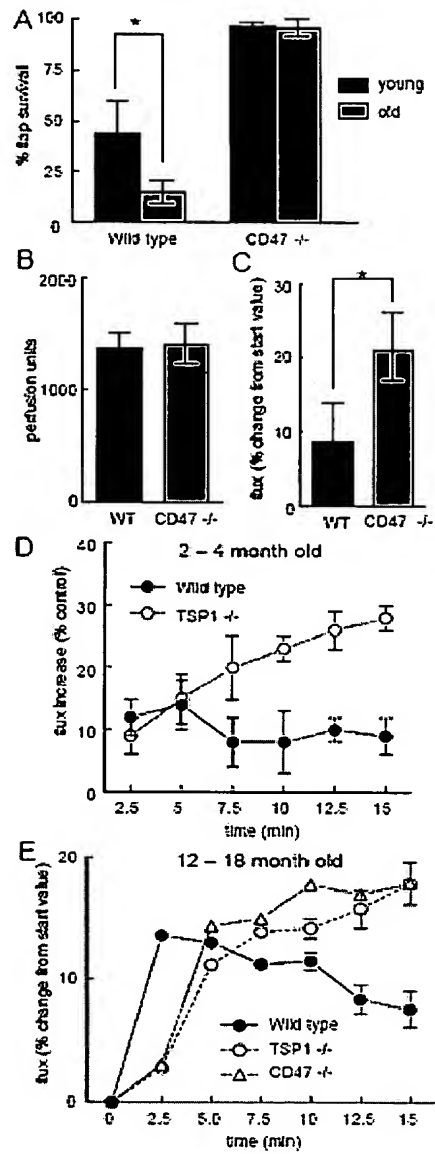 A
100
75
50
25
0
% flap survival
*
young
old
Wild type
CD47 -/-
B
2000
1000
0
perfusion units
WT
CD47 -/-
C
30
20
10
0
flux (% change from start value)
*
WT
CD47 -/-
D
2 – 4 month old
40
30
20
10
0
flux increase (% control)
Wild type
TSP1 -/-
2.5
5
7.5
10
12.5
15
time (min)
E
12 – 18 month old
20
10
0
flux (% change from start value)
Wild type
TSP1 -/-
CD47 -/-
0
2.5
5.0
7.5
10
12.5
15
time (min)